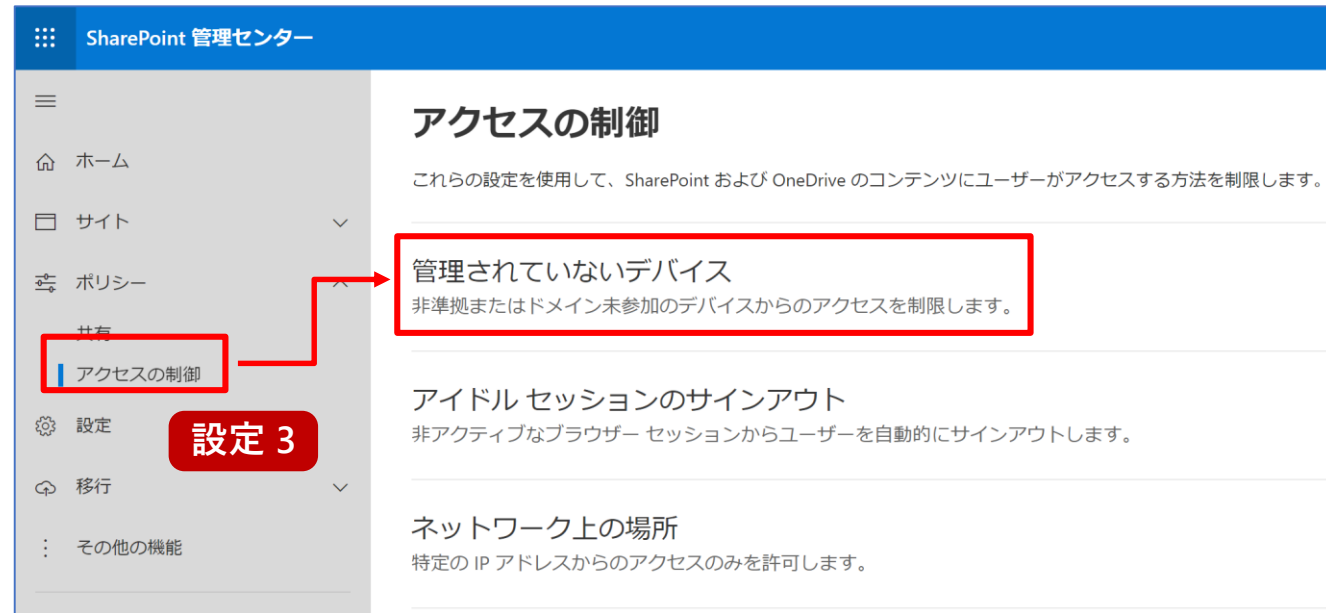 SharePoint 管理センター
ホーム
サイト
ポリシー
共有
アクセスの制御
設定
設定 3
移行
その他の機能
アクセスの制御
これらの設定を使用して、SharePoint および OneDrive のコンテンツにユーザーがアクセスする方法を制限します。
管理されていないデバイス
非準拠またはドメイン未参加のデバイスからのアクセスを制限します。
アイドル セッションのサインアウト
非アクティブなブラウザー セッションからユーザーを自動的にサインアウトします。
ネットワーク上の場所
特定の IP アドレスからのアクセスのみを許可します。